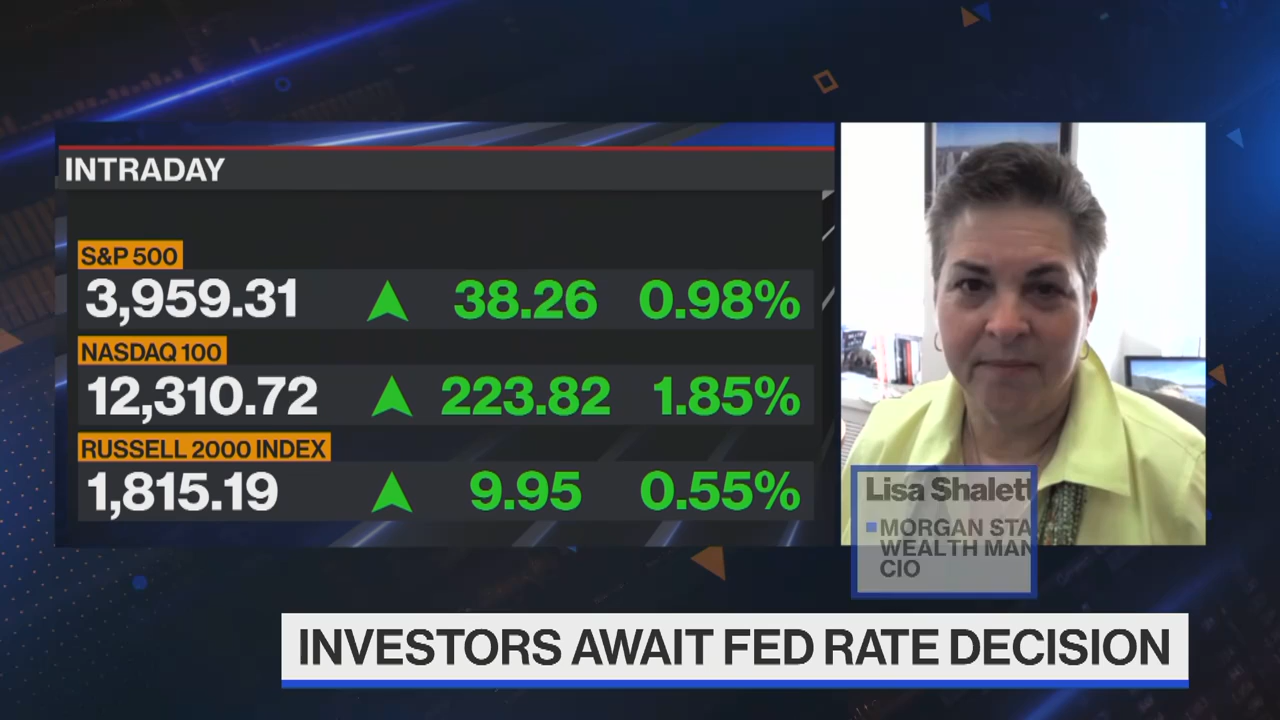 INTRADAY
S&P 500
3,959.31 38.26 0.98%
NASDAQ 100
12,310.72 223.82 1.85%
RUSSELL 2000 INDEX
1,815.19 9.95 0.55%
Lisa Shalett
MORGAN STA
WEALTH MAN
CIO
INVESTORS AWAIT FED RATE DECISION